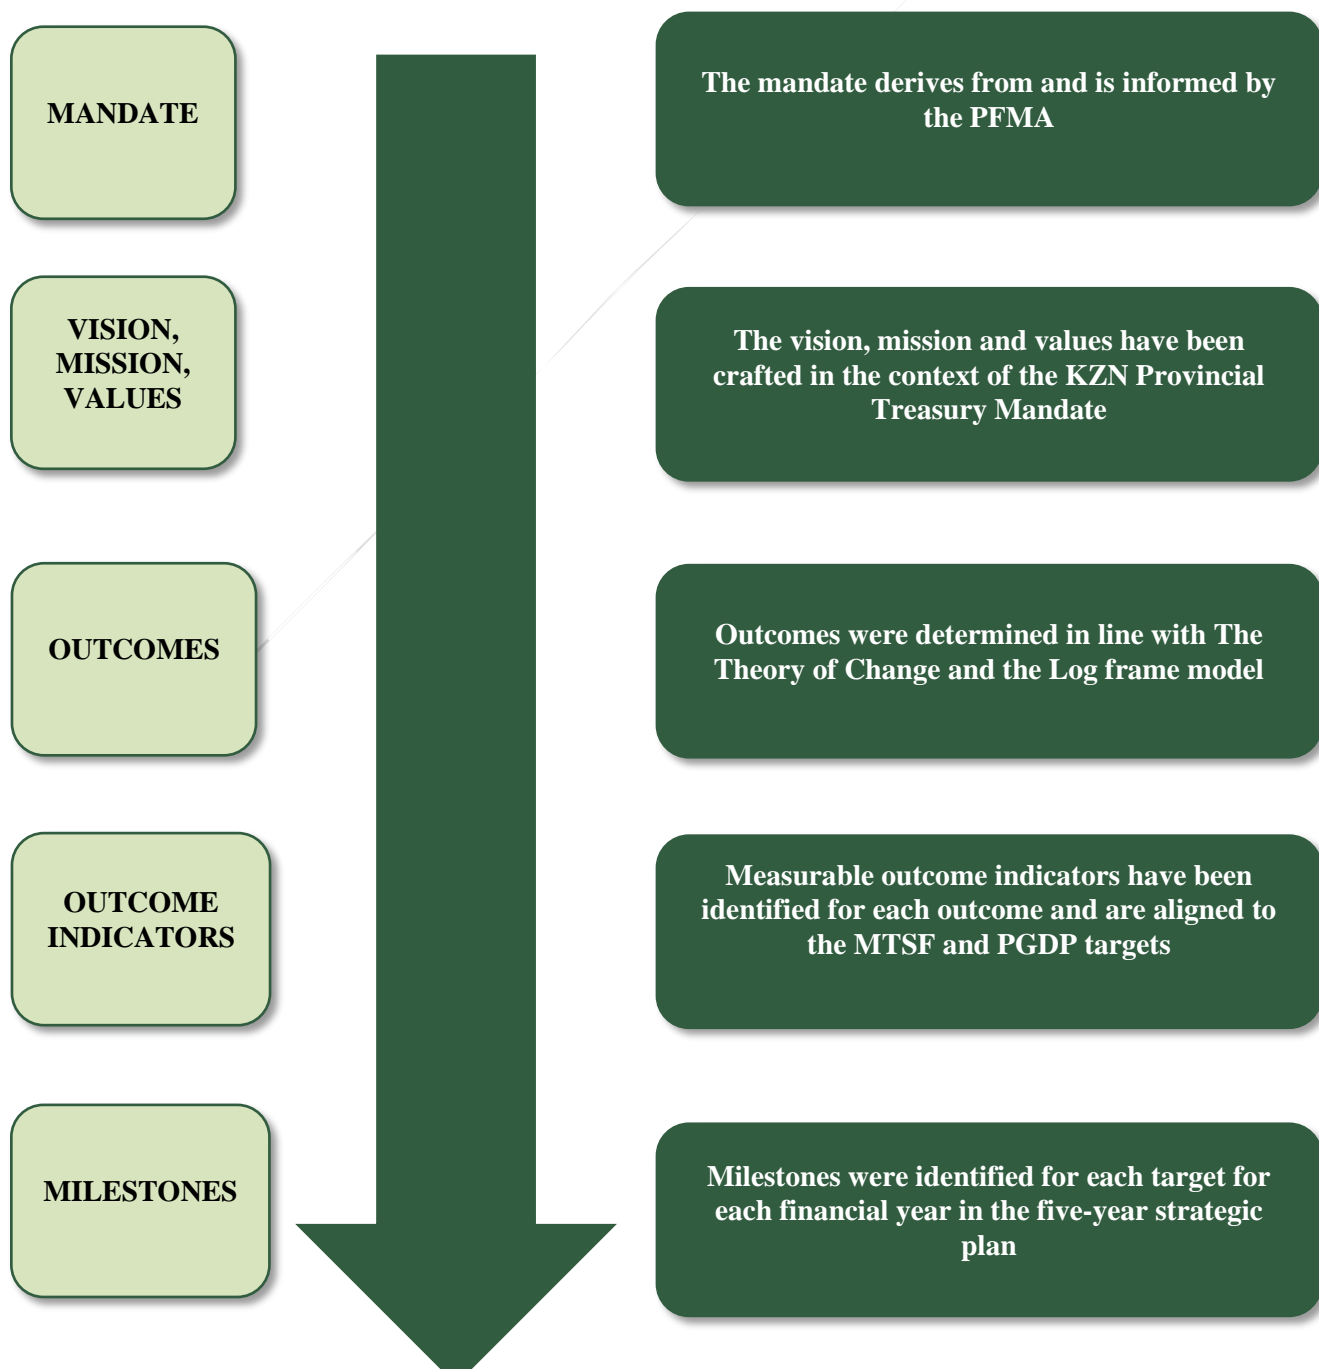 MANDATE
The mandate derives from and is informed by
the PFMA
VISION,
MISSION,
VALUES
The vision, mission and values have been
crafted in the context of the KZN Provincial
Treasury Mandate
OUTCOMES
Outcomes were determined in line with The
Theory of Change and the Log frame model
OUTCOME
INDICATORS
Measurable outcome indicators have been
identified for each outcome and are aligned to
the MTSF and PGDP targets
MILESTONES
Milestones were identified for each target for
each financial year in the five-year strategic
plan